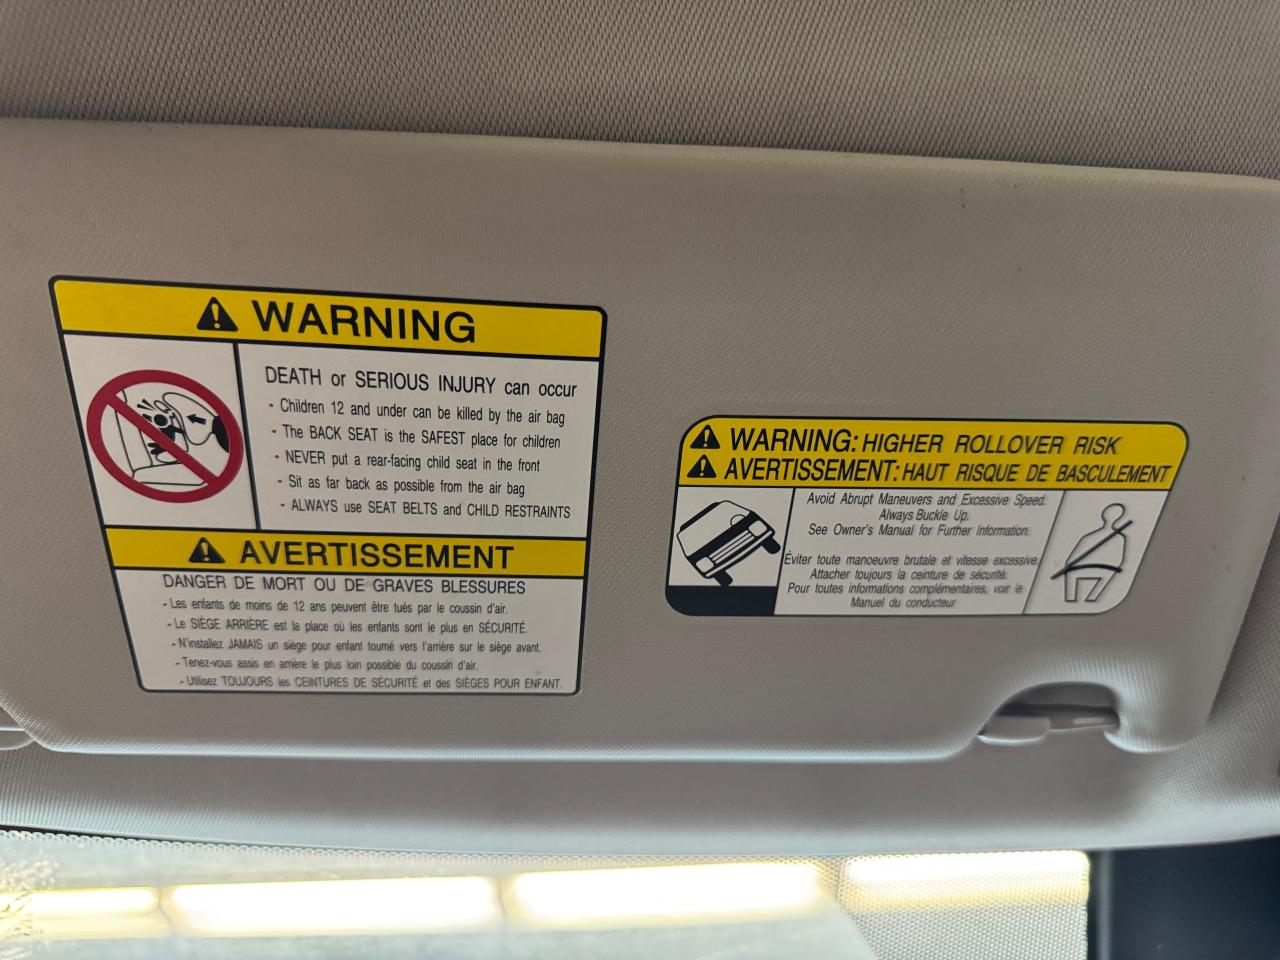 WARNING
DEATH or SERIOUS INJURY can occur
• Children 12 and under can be killed by the air bag
• The BACK SEAT is the SAFEST place for children
• NEVER put a rear-facing child seat in the front
• Sit as far back as possible from the air bag
• ALWAYS use SEAT BELTS and CHILD RESTRAINTS
AVERTISSEMENT
DANGER DE MORT OU DE GRAVES BLESSURES
- Les enfants de moins de 12 ans peuvent être tués par le coussin d'air.
- Le SIÈGE ARRIÈRE est la place où les enfants sont le plus en SÉCURITÉ.
- N'installez JAMAIS un siège pour enfant tourné vers l'arrière sur le siège avant.
- Tenez-vous assis en arrière le plus loin possible du coussin d'air.
- Utilisez TOUJOURS les CEINTURES DE SÉCURITÉ et des SIÈGES POUR ENFANT.
WARNING: HIGHER ROLLOVER RISK
AVERTISSEMENT: HAUT RISQUE DE BASCULEMENT
Avoid Abrupt Maneuvers and Excessive Speed.
Always Buckle Up.
See Owner's Manual for Further Information.
Éviter toute manoeuvre brutale et vitesse excessive.
Attacher toujours la ceinture de sécurité.
Pour toutes informations complémentaires, voir le
Manuel du conducteur